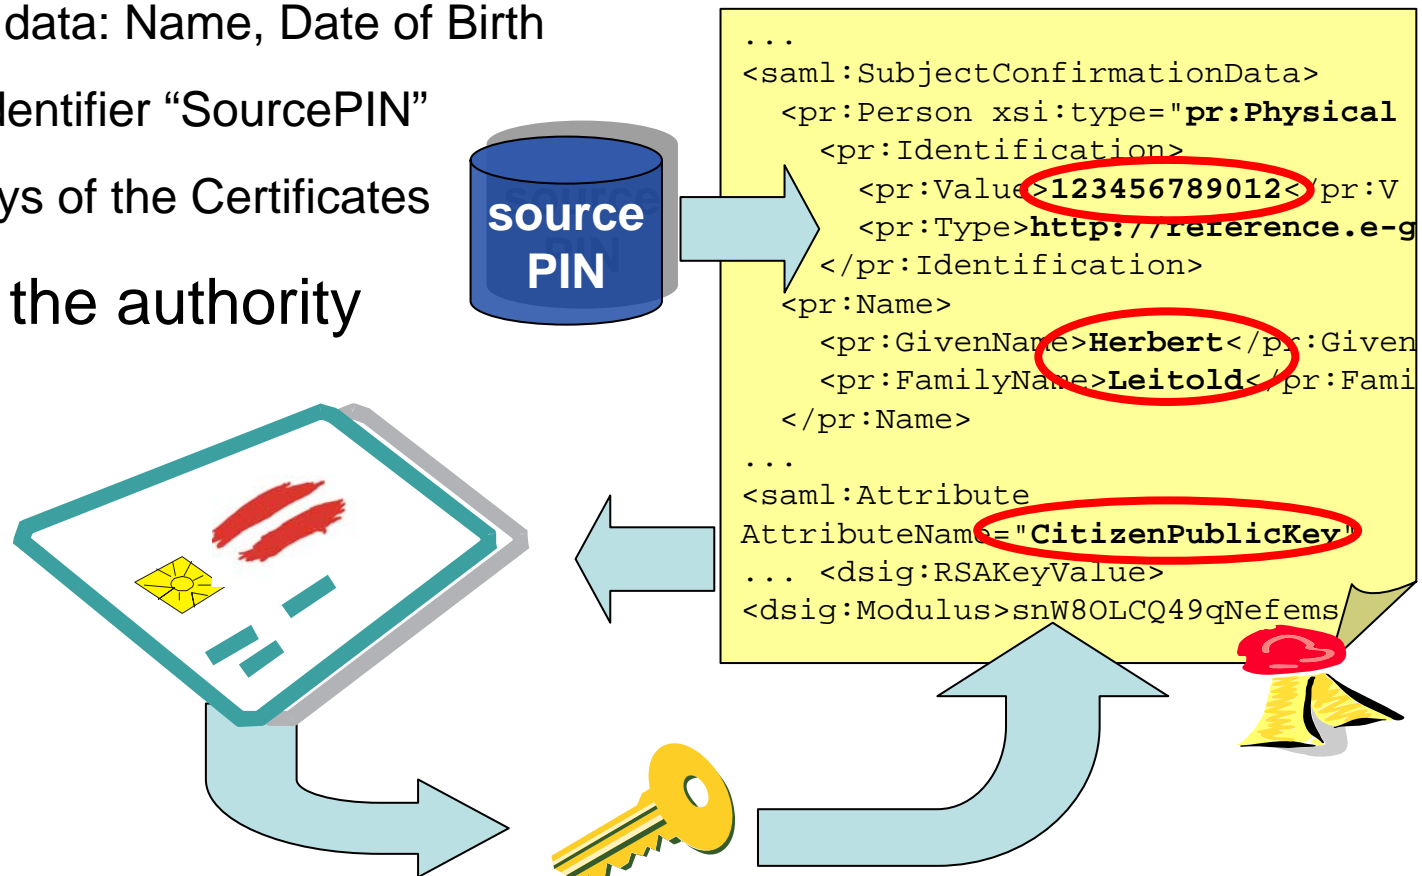 data: Name, Date of Birth
dentifier “SourcePIN”
ys of the Certificates
the authority
source
PIN
...
<saml:SubjectConfirmationData>
<pr:Person xsi:type="pr:Physical
<pr:Identification>
<pr:Value>123456789012</pr:V
<pr:Type>http://reference.e-g
</pr:Identification>
<pr:Name>
<pr:GivenName>Herbert</pr:Given
<pr:FamilyName>Leitold</pr:Fami
</pr:Name>
...
<saml:Attribute
AttributeName="CitizenPublicKey"
... <dsig:RSAKeyValue>
<dsig:Modulus>snW8OLCQ49qNefems